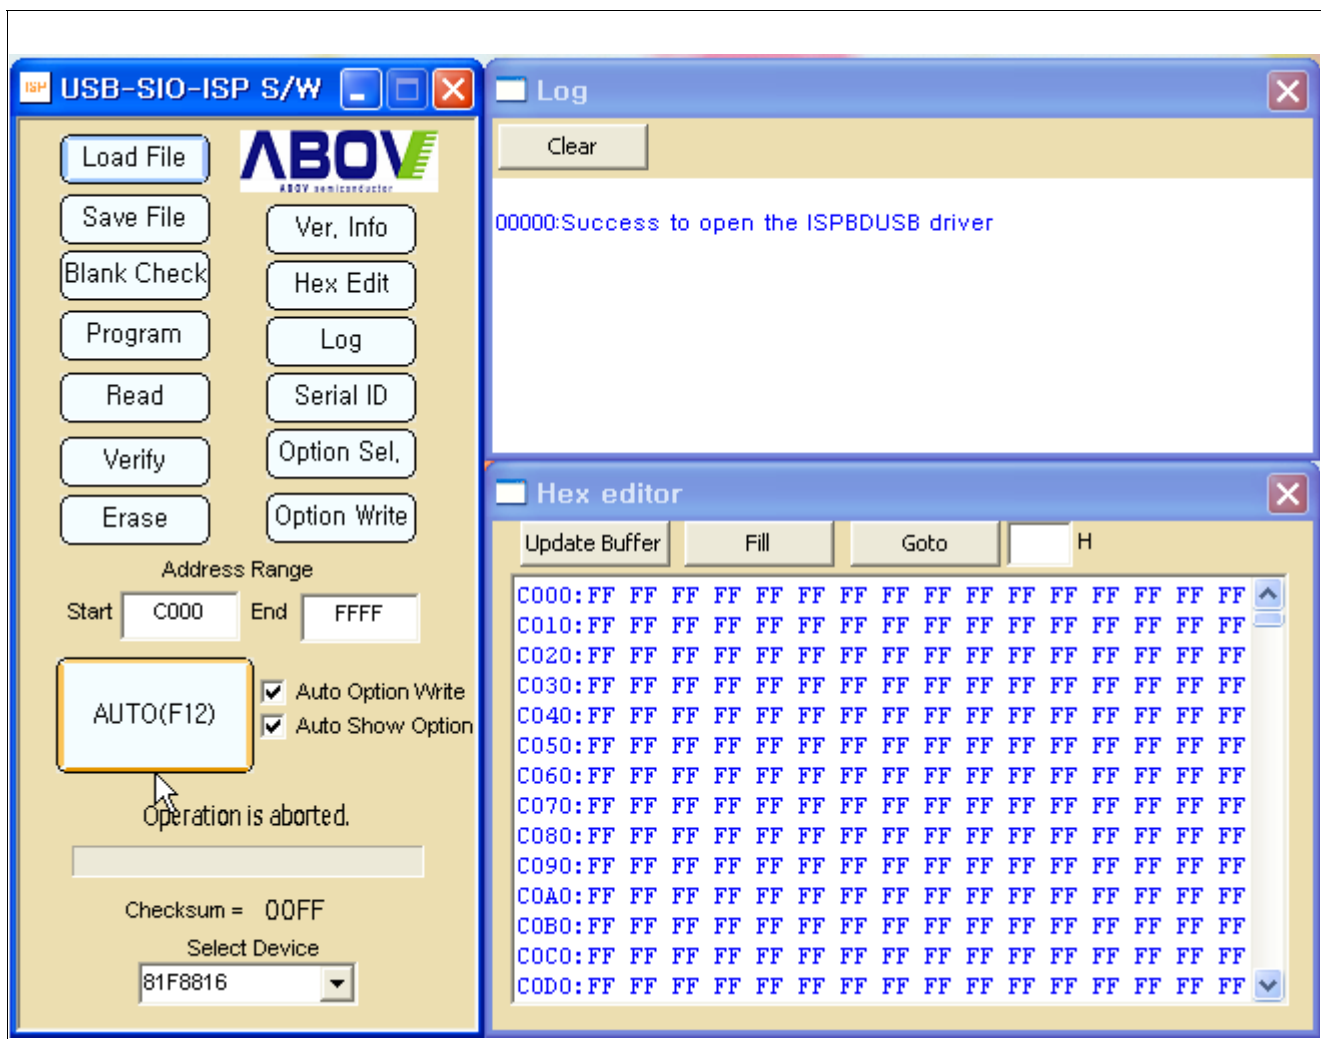 ISP USB-SIO-ISP S/W
Load File
ABOV
ABOV semiconductor
Save File
Ver. Info
Blank Check
Hex Edit
Program
Log
Read
Serial ID
Verify
Option Sel.
Erase
Option Write
Address Range
Start C000 End FFFF
AUTO(F12)
Auto Option Write
Auto Show Option
Operation is aborted.
Checksum = 00FF
Select Device
81F8816
Log
Clear
00000:Success to open the ISPBDUSB driver
Hex editor
Update Buffer Fill Goto H
C000:FF FF FF FF FF FF FF FF FF FF FF FF FF FF FF FF
C010:FF FF FF FF FF FF FF FF FF FF FF FF FF FF FF FF
C020:FF FF FF FF FF FF FF FF FF FF FF FF FF FF FF FF
C030:FF FF FF FF FF FF FF FF FF FF FF FF FF FF FF FF
C040:FF FF FF FF FF FF FF FF FF FF FF FF FF FF FF FF
C050:FF FF FF FF FF FF FF FF FF FF FF FF FF FF FF FF
C060:FF FF FF FF FF FF FF FF FF FF FF FF FF FF FF FF
C070:FF FF FF FF FF FF FF FF FF FF FF FF FF FF FF FF
C080:FF FF FF FF FF FF FF FF FF FF FF FF FF FF FF FF
C090:FF FF FF FF FF FF FF FF FF FF FF FF FF FF FF FF
C0A0:FF FF FF FF FF FF FF FF FF FF FF FF FF FF FF FF
C0B0:FF FF FF FF FF FF FF FF FF FF FF FF FF FF FF FF
C0C0:FF FF FF FF FF FF FF FF FF FF FF FF FF FF FF FF
C0D0:FF FF FF FF FF FF FF FF FF FF FF FF FF FF FF FF